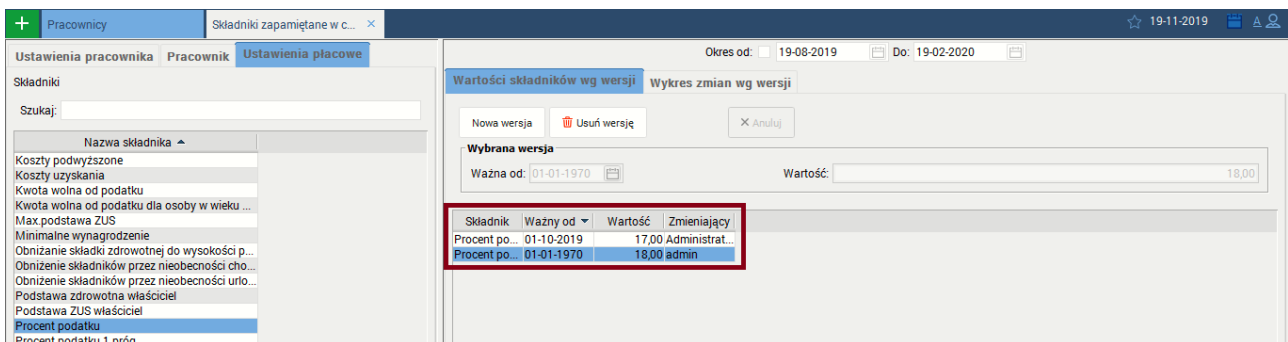 + Pracownicy Składniki zapamiętane w c... × 19-11-2019 A
Ustawienia pracownika Pracownik Ustawienia płacowe
Składniki
Szukaj:
Nazwa składnika
Koszty podwyższone
Koszty uzyskania
Kwota wolna od podatku
Kwota wolna od podatku dla osoby w wieku ...
Max.podstawa ZUS
Minimalne wynagrodzenie
Obniżanie składki zdrowotnej do wysokości p...
Obniżenie składników przez nieobecności cho...
Obniżenie składników przez nieobecności urlo...
Podstawa zdrowotna właściciel
Podstawa ZUS właściciel
Procent podatku
Procent podatku 1 próg
Okres od: 19-08-2019 Do: 19-02-2020
Wartości składników wg wersji Wykres zmian wg wersji
Nowa wersja Usuń wersję × Anuluj
Wybrana wersja
Ważna od: 01-01-1970 Wartość: 18,00
Składnik Ważny od Wartość Zmieniający
Procent po... 01-10-2019 17,00 Administrat...
Procent po... 01-01-1970 18,00 admin